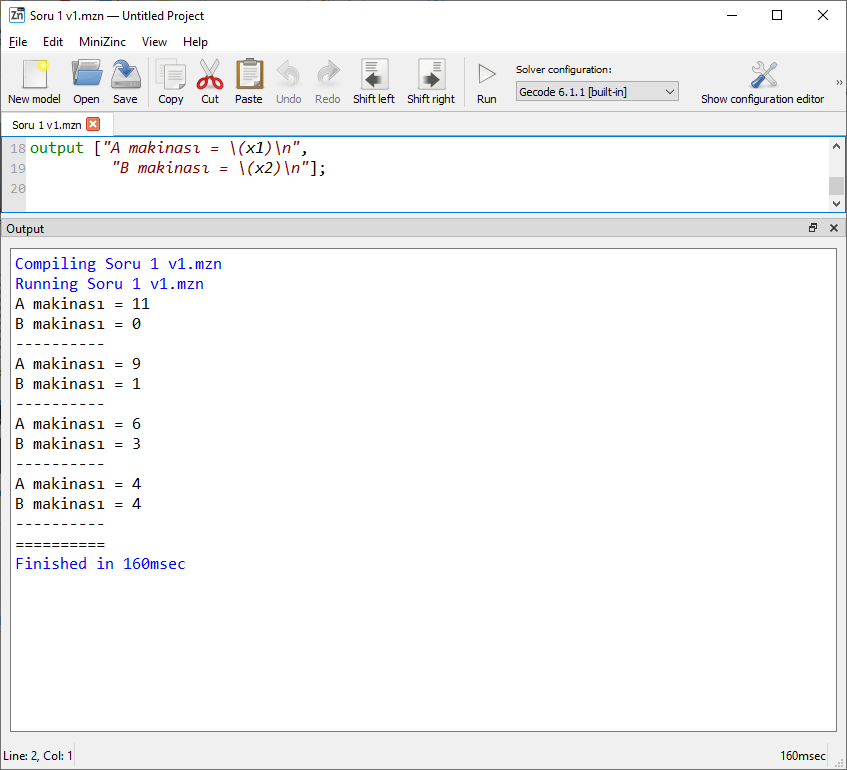 Zn Soru 1 v1.mzn — Untitled Project
File Edit MiniZinc View Help
New model Open Save Copy Cut Paste Undo Redo Shift left Shift right Run Solver configuration: Gecode 6.1.1 [built-in] Show configuration editor »
Soru 1 v1.mzn
18 output ["A makinası = \(x1)\n",
19 "B makinası = \(x2)\n"];
20
Output
Compiling Soru 1 v1.mzn
Running Soru 1 v1.mzn
A makinası = 11
B makinası = 0
----------
A makinası = 9
B makinası = 1
----------
A makinası = 6
B makinası = 3
----------
A makinası = 4
B makinası = 4
----------
==========
Finished in 160msec
Line: 2, Col: 1 160msec